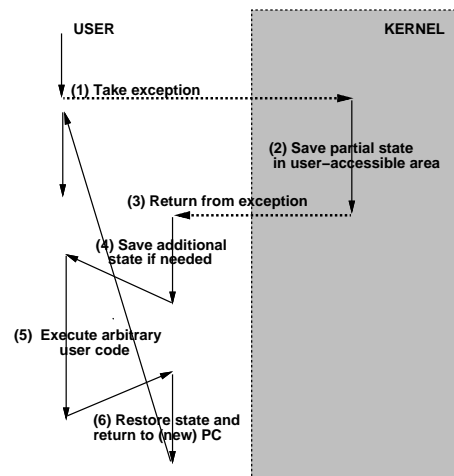 USER
KERNEL
(1) Take exception
(2) Save partial state
in user-accessible area
(3) Return from exception
(4) Save additional
state if needed
(5) Execute arbitrary
user code
(6) Restore state and
return to (new) PC